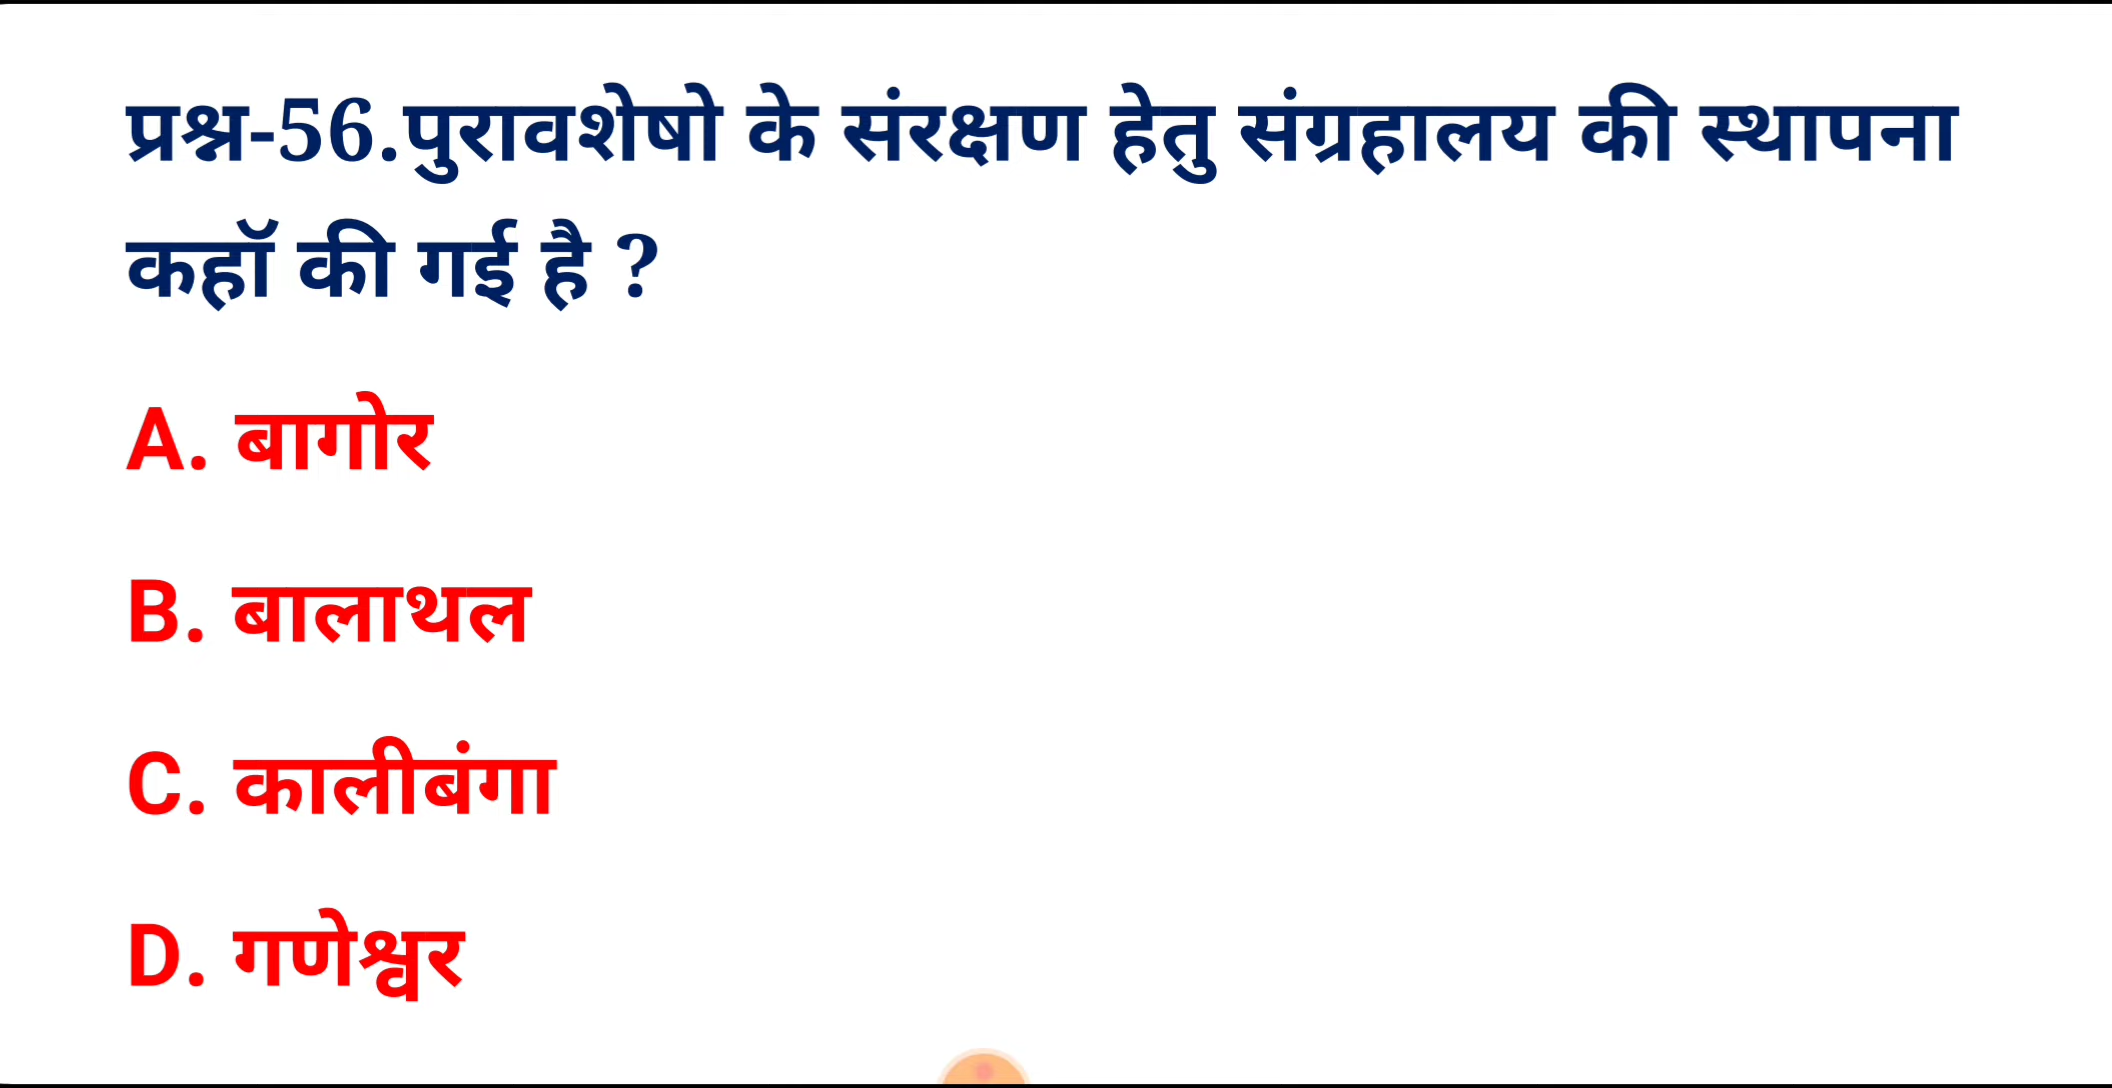 प्रश्न-56.पुरावशेषो के संरक्षण हेतु संग्रहालय की स्थापना
कहॉ की गई है ?
A. बागोर
B. बालाथल
C. कालीबंगा
D. गणेश्वर